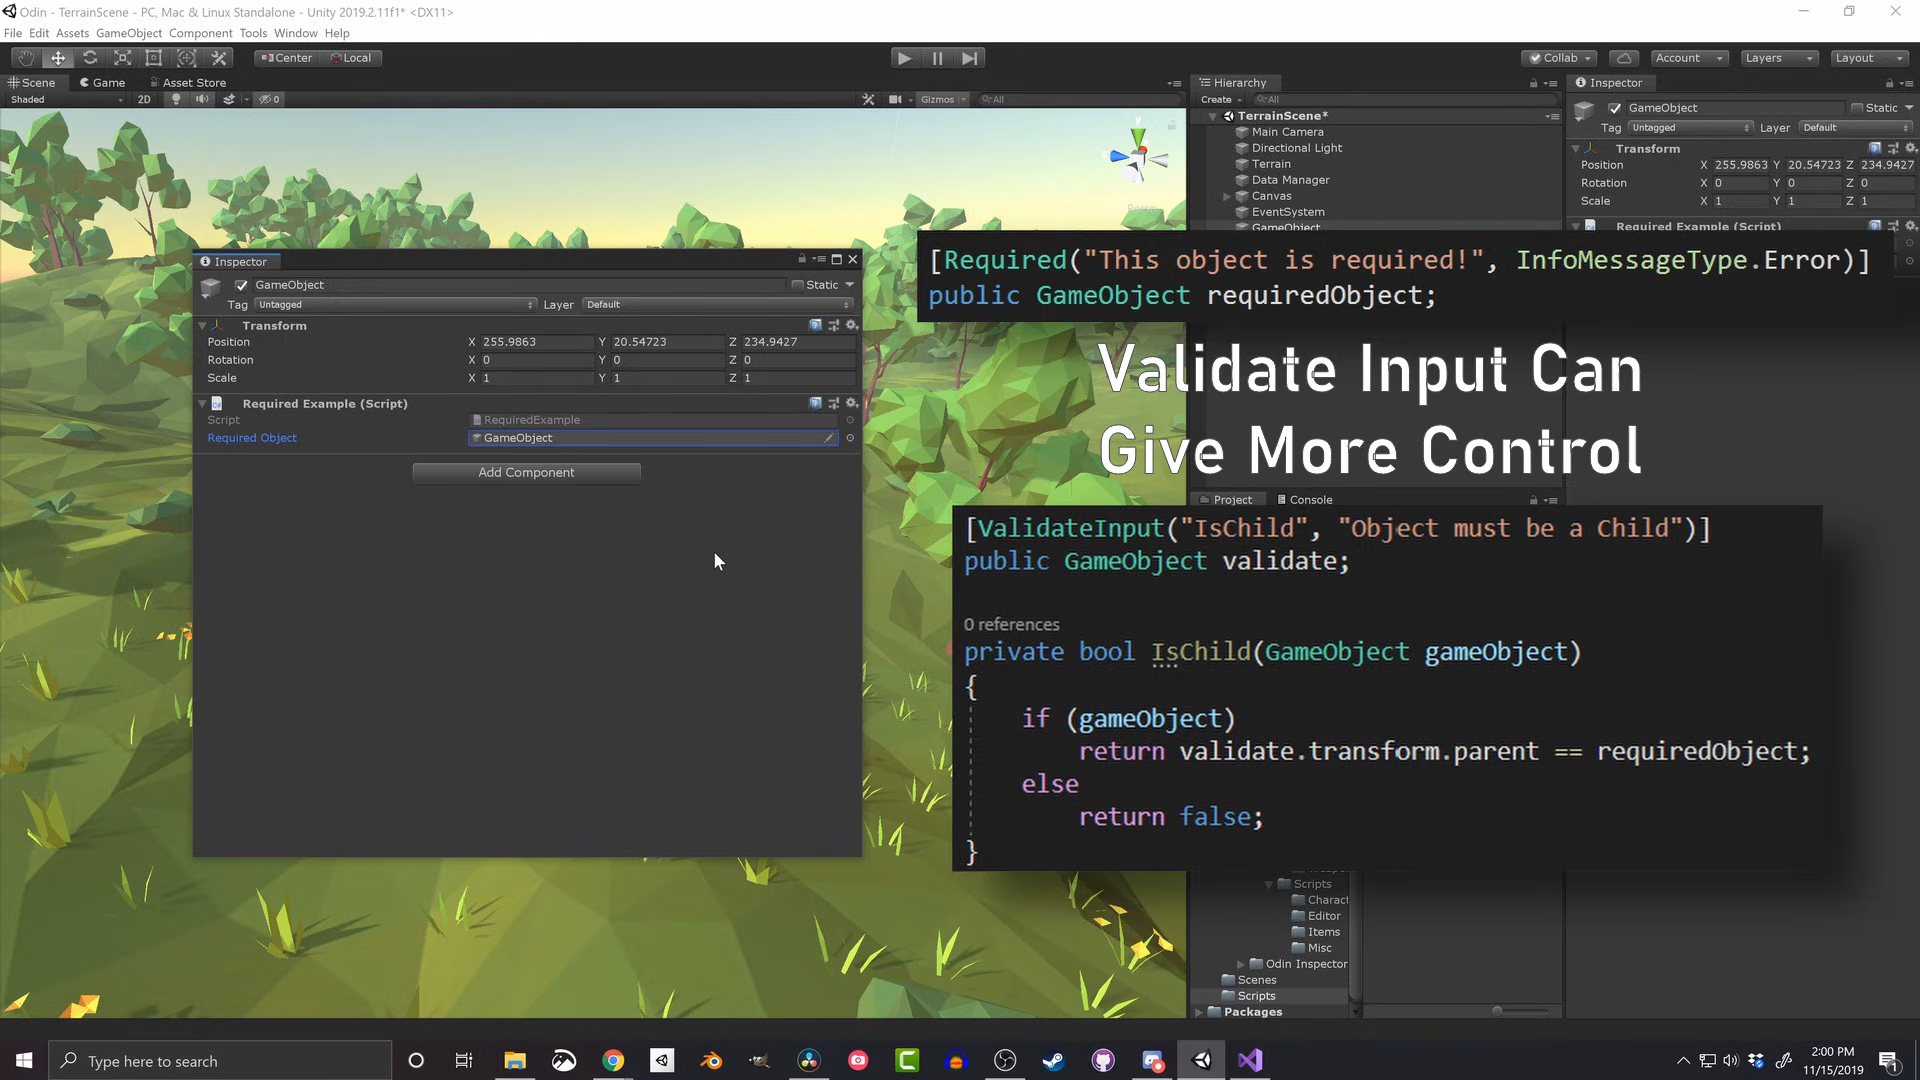 Odin - TerrainScene - PC, Mac & Linux Standalone - Unity 2019.2.11f1* <DX11>
File Edit Assets GameObject Component Tools Window Help
Center Local
Collab Account Layers Layout
Scene Game Asset Store
Shaded 2D 0 Gizmos All
Hierarchy
Create All
TerrainScene*
Main Camera
Directional Light
Terrain
Data Manager
Canvas
EventSystem
GameObject
Inspector
GameObject Static
Tag Untagged Layer Default
Transform
Position X 255.9863 Y 20.54723 Z 234.9427
Rotation X 0 Y 0 Z 0
Scale X 1 Y 1 Z 1
Required Example (Script)
y
Persp
Inspector
GameObject Static
Tag Untagged Layer Default
Transform
Position X 255.9863 Y 20.54723 Z 234.9427
Rotation X 0 Y 0 Z 0
Scale X 1 Y 1 Z 1
Required Example (Script)
Script RequiredExample
Required Object GameObject
Add Component
[Required("This object is required!", InfoMessageType.Error)]
public GameObject requiredObject;
Validate Input Can
Give More Control
Project Console
[ValidateInput("IsChild", "Object must be a Child")]
public GameObject validate;
0 references
private bool IsChild(GameObject gameObject)
{
if (gameObject)
return validate.transform.parent == requiredObject;
else
return false;
}
Scripts
Charact
Editor
Items
Misc
Odin Inspector
Scenes
Scripts
Packages
Type here to search
2:00 PM
11/15/2019
1